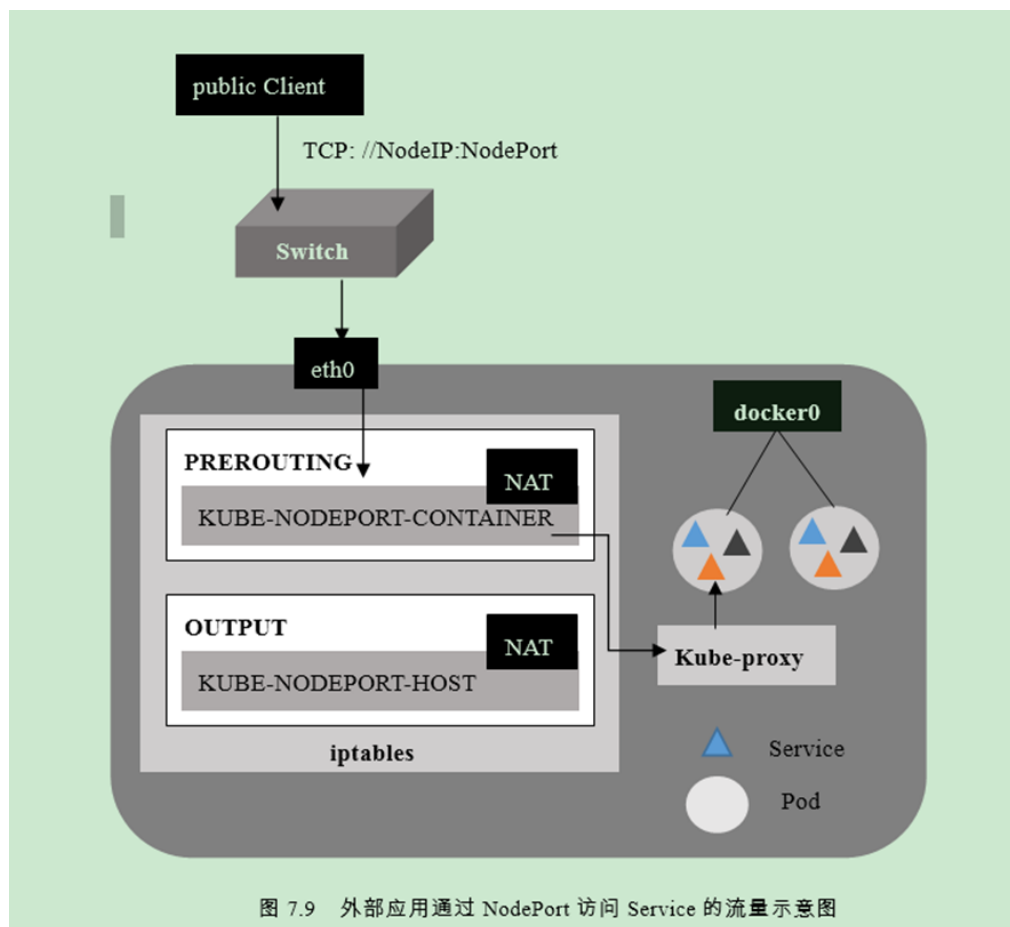 public Client
TCP: //NodeIP:NodePort
Switch
eth0
docker0
PREROUTING
NAT
KUBE-NODEPORT-CONTAINER
OUTPUT
NAT
KUBE-NODEPORT-HOST
Kube-proxy
iptables
Service
Pod
图 7.9 外部应用通过 NodePort 访问 Service 的流量示意图